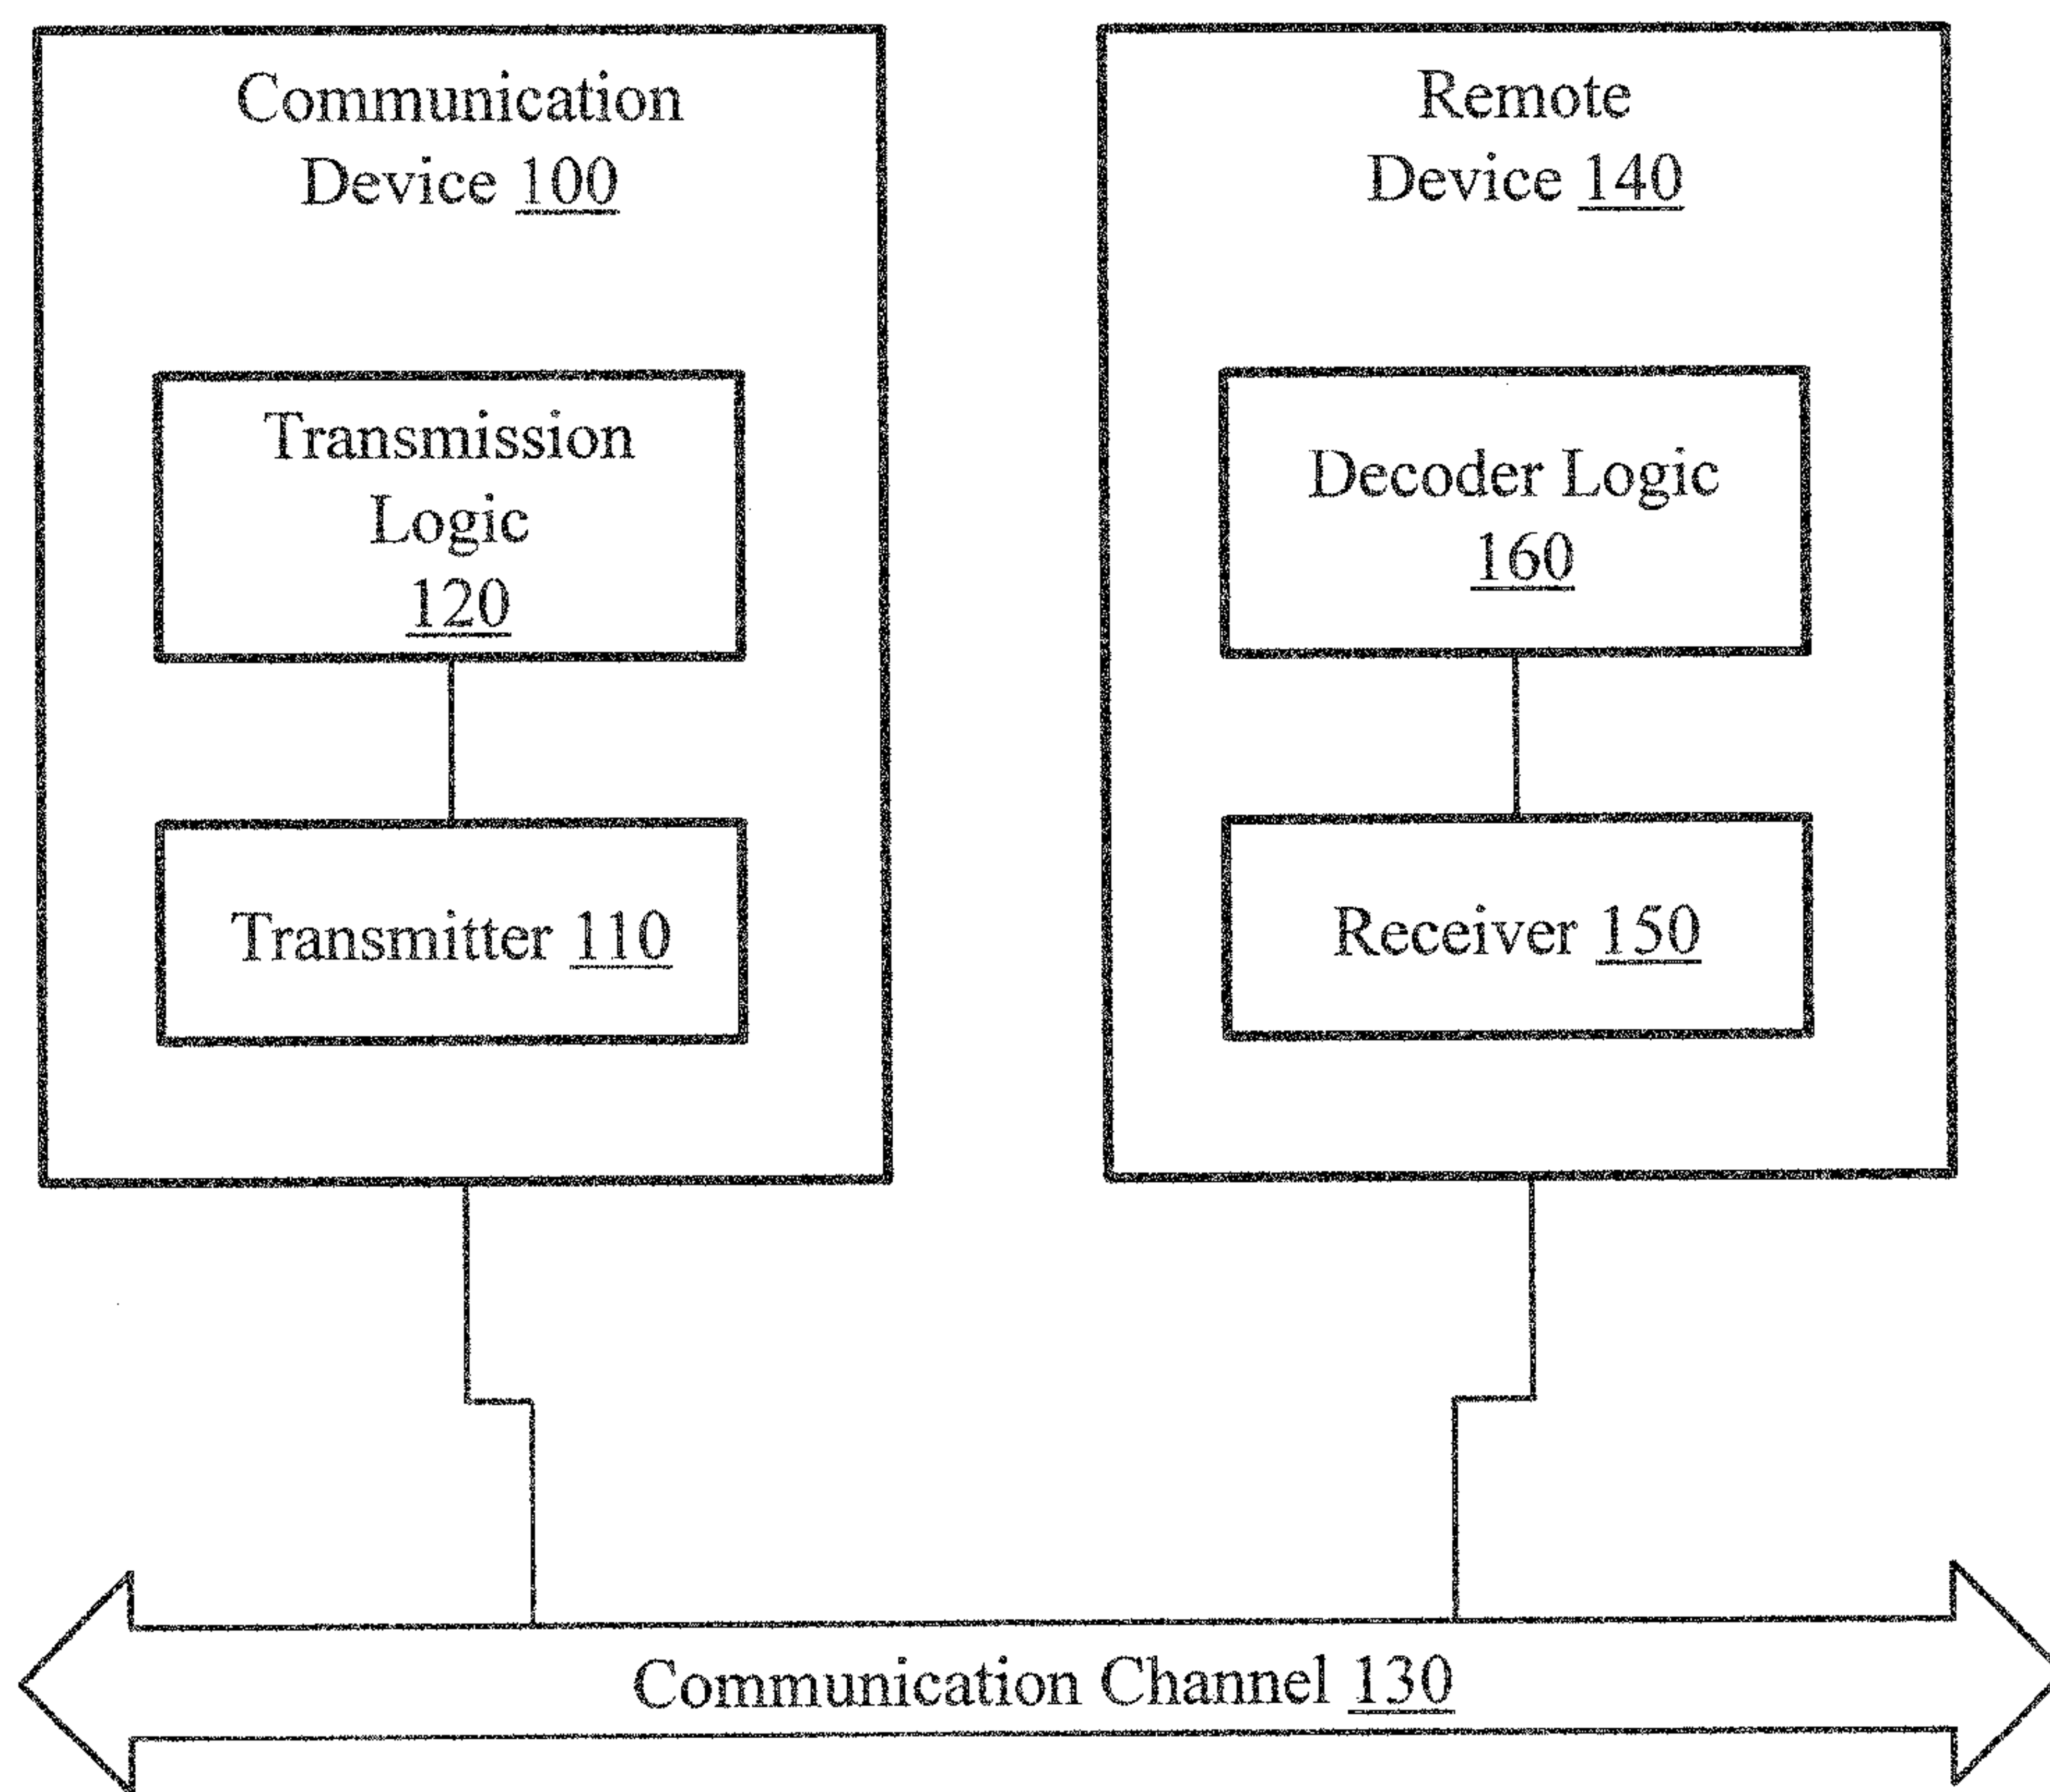 Communication
Device 100
Transmission
Logic
120
Transmitter 110
Remote
Device 140
Decoder Logic
160
Receiver 150
Communication Channel 130